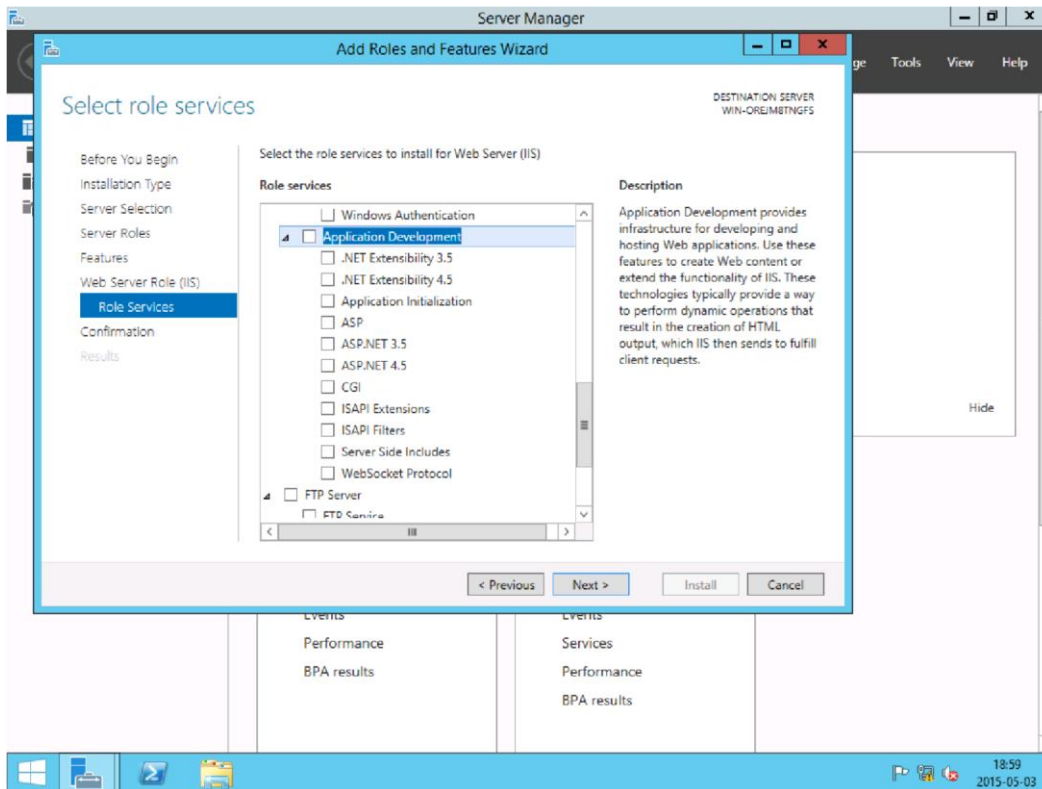 Server Manager
Add Roles and Features Wizard
ge Tools View Help
Select role services
DESTINATION SERVER
WIN-OREJM8TNGFS
Before You Begin
Installation Type
Server Selection
Server Roles
Features
Web Server Role (IIS)
Role Services
Confirmation
Results
Select the role services to install for Web Server (IIS)
Role services
Windows Authentication
Application Development
.NET Extensibility 3.5
.NET Extensibility 4.5
Application Initialization
ASP
ASP.NET 3.5
ASP.NET 4.5
CGI
ISAPI Extensions
ISAPI Filters
Server Side Includes
WebSocket Protocol
FTP Server
FTP Service
Description
Application Development provides
infrastructure for developing and
hosting Web applications. Use these
features to create Web content or
extend the functionality of IIS. These
technologies typically provide a way
to perform dynamic operations that
result in the creation of HTML
output, which IIS then sends to fulfill
client requests.
Hide
< Previous
Next >
Install
Cancel
Events
Performance
BPA results
Events
Services
Performance
BPA results
18:59
2015-05-03